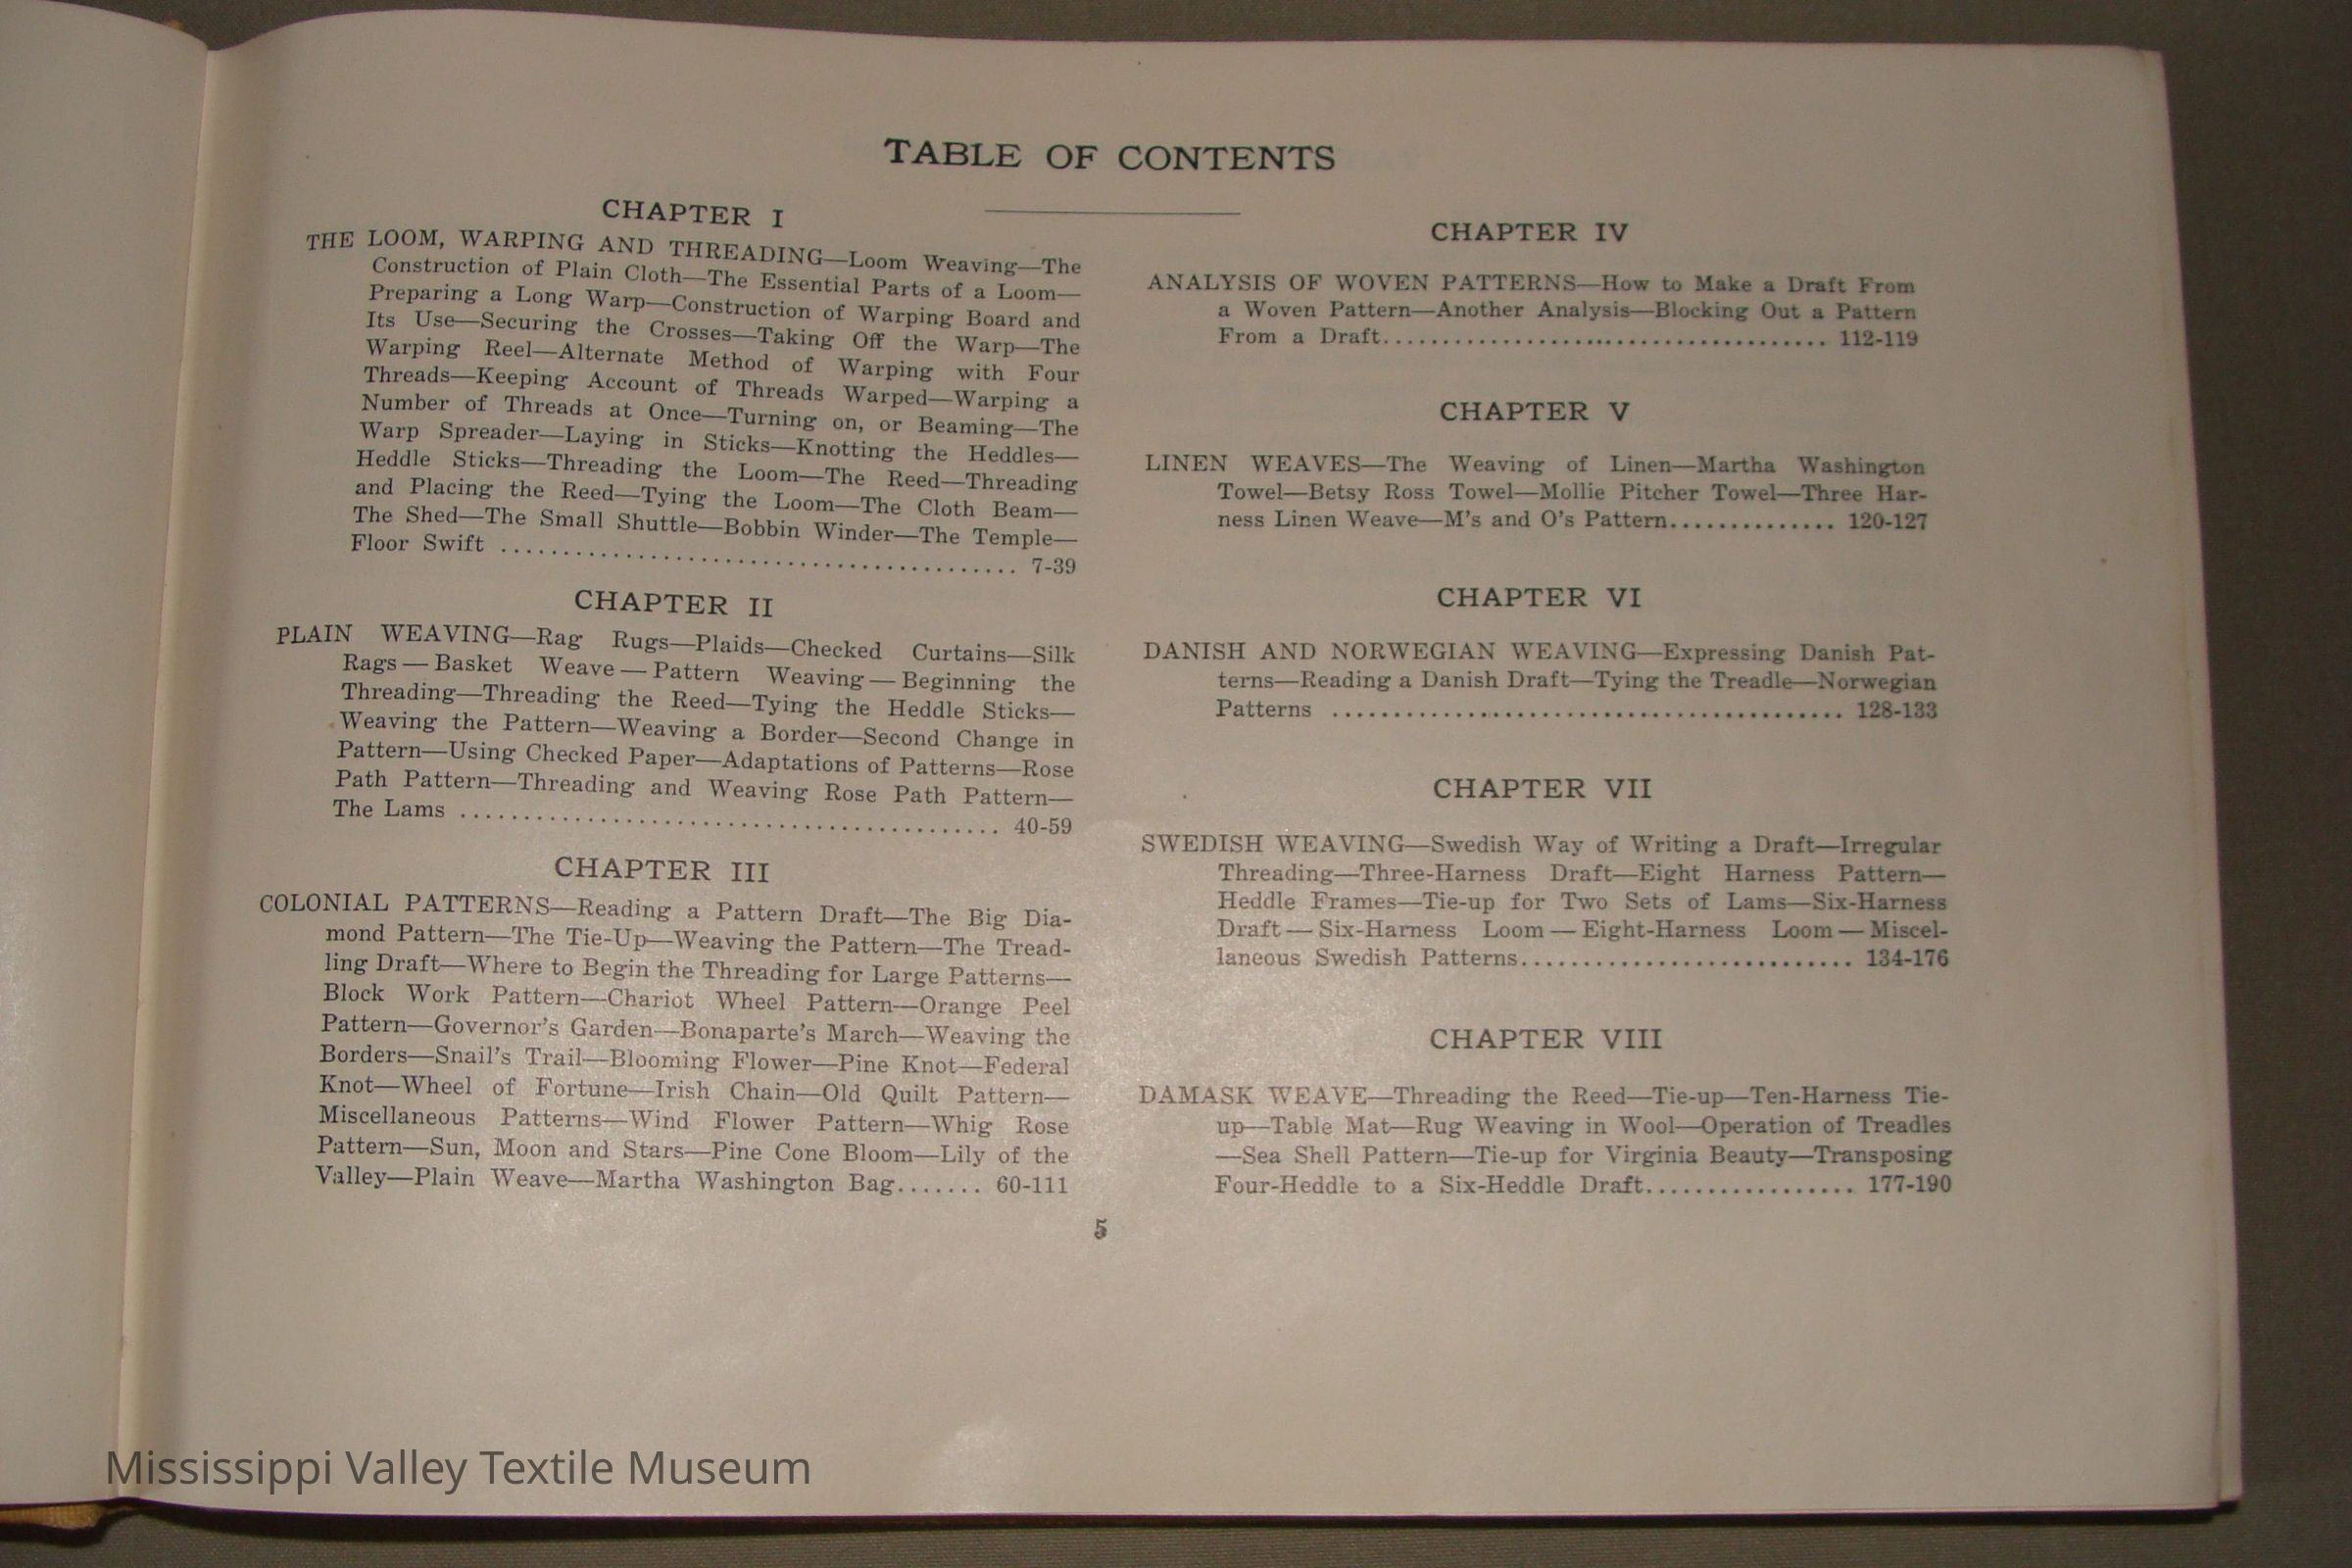 TABLE OF CONTENTS
CHAPTER I
THE LOOM, WARPING AND THREADING—Loom Weaving—The
Construction of Plain Cloth—The Essential Parts of a Loom—
Preparing a Long Warp—Construction of Warping Board and
Its Use—Securing the Crosses—Taking Off the Warp—The
Warping Reel—Alternate Method of Warping with Four
Threads—Keeping Account of Threads Warped—Warping a
Number of Threads at Once—Turning on, or Beaming—The
Warp Spreader—Laying in Sticks—Knotting the Heddles—
Heddle Sticks—Threading the Loom—The Reed—Threading
and Placing the Reed—Tying the Loom—The Cloth Beam—
The Shed—The Small Shuttle—Bobbin Winder—The Temple—
Floor Swift ........................................ 7-39
CHAPTER II
PLAIN WEAVING—Rag Rugs—Plaids—Checked Curtains—Silk
Rags—Basket Weave—Pattern Weaving—Beginning the
Threading—Threading the Reed—Tying the Heddle Sticks—
Weaving the Pattern—Weaving a Border—Second Change in
Pattern—Using Checked Paper—Adaptations of Patterns—Rose
Path Pattern—Threading and Weaving Rose Path Pattern—
The Lams .......................................... 40-59
CHAPTER III
COLONIAL PATTERNS—Reading a Pattern Draft—The Big Dia-
mond Pattern—The Tie-Up—Weaving the Pattern—The Tread-
ling Draft—Where to Begin the Threading for Large Patterns—
Block Work Pattern—Chariot Wheel Pattern—Orange Peel
Pattern—Governor's Garden—Bonaparte's March—Weaving the
Borders—Snail's Trail—Blooming Flower—Pine Knot—Federal
Knot—Wheel of Fortune—Irish Chain—Old Quilt Pattern—
Miscellaneous Patterns—Wind Flower Pattern—Whig Rose
Pattern—Sun, Moon and Stars—Pine Cone Bloom—Lily of the
Valley—Plain Weave—Martha Washington Bag....... 60-111
CHAPTER IV
ANALYSIS OF WOVEN PATTERNS—How to Make a Draft From
a Woven Pattern—Another Analysis—Blocking Out a Pattern
From a Draft.................................... 112-119
CHAPTER V
LINEN WEAVES—The Weaving of Linen—Martha Washington
Towel—Betsy Ross Towel—Mollie Pitcher Towel—Three Har-
ness Linen Weave—M's and O's Pattern.............. 120-127
CHAPTER VI
DANISH AND NORWEGIAN WEAVING—Expressing Danish Pat-
terns—Reading a Danish Draft—Tying the Treadle—Norwegian
Patterns .......................................... 128-133
CHAPTER VII
SWEDISH WEAVING—Swedish Way of Writing a Draft—Irregular
Threading—Three-Harness Draft—Eight Harness Pattern—
Heddle Frames—Tie-up for Two Sets of Lams—Six-Harness
Draft—Six-Harness Loom—Eight-Harness Loom—Miscel-
laneous Swedish Patterns........................... 134-176
CHAPTER VIII
DAMASK WEAVE—Threading the Reed—Tie-up—Ten-Harness Tie-
up—Table Mat—Rug Weaving in Wool—Operation of Treadles
—Sea Shell Pattern—Tie-up for Virginia Beauty—Transposing
Four-Heddle to a Six-Heddle Draft................. 177-190
5
Mississippi Valley Textile Museum